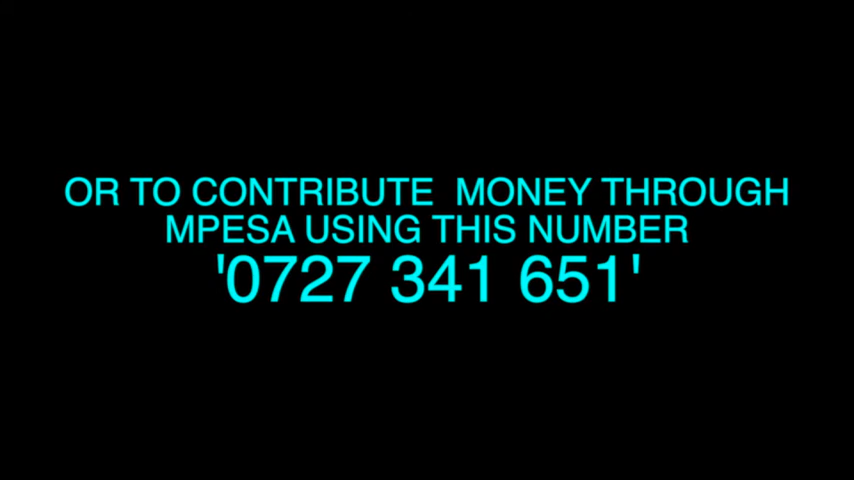 OR TO CONTRIBUTE  MONEY THROUGH
MPESA USING THIS NUMBER
'0727 341 651'